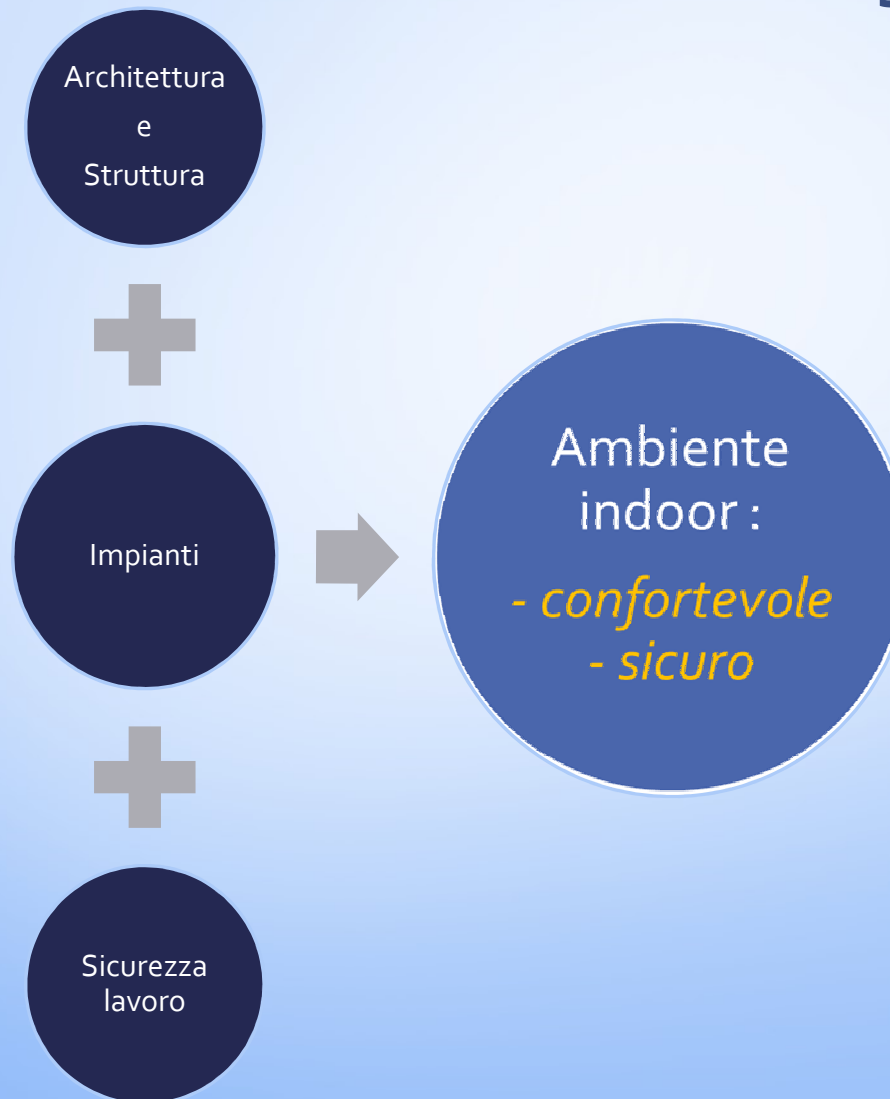 Architettura
e
Struttura
Impianti
Sicurezza
lavoro
Ambiente
indoor :
- confortevole
- sicuro